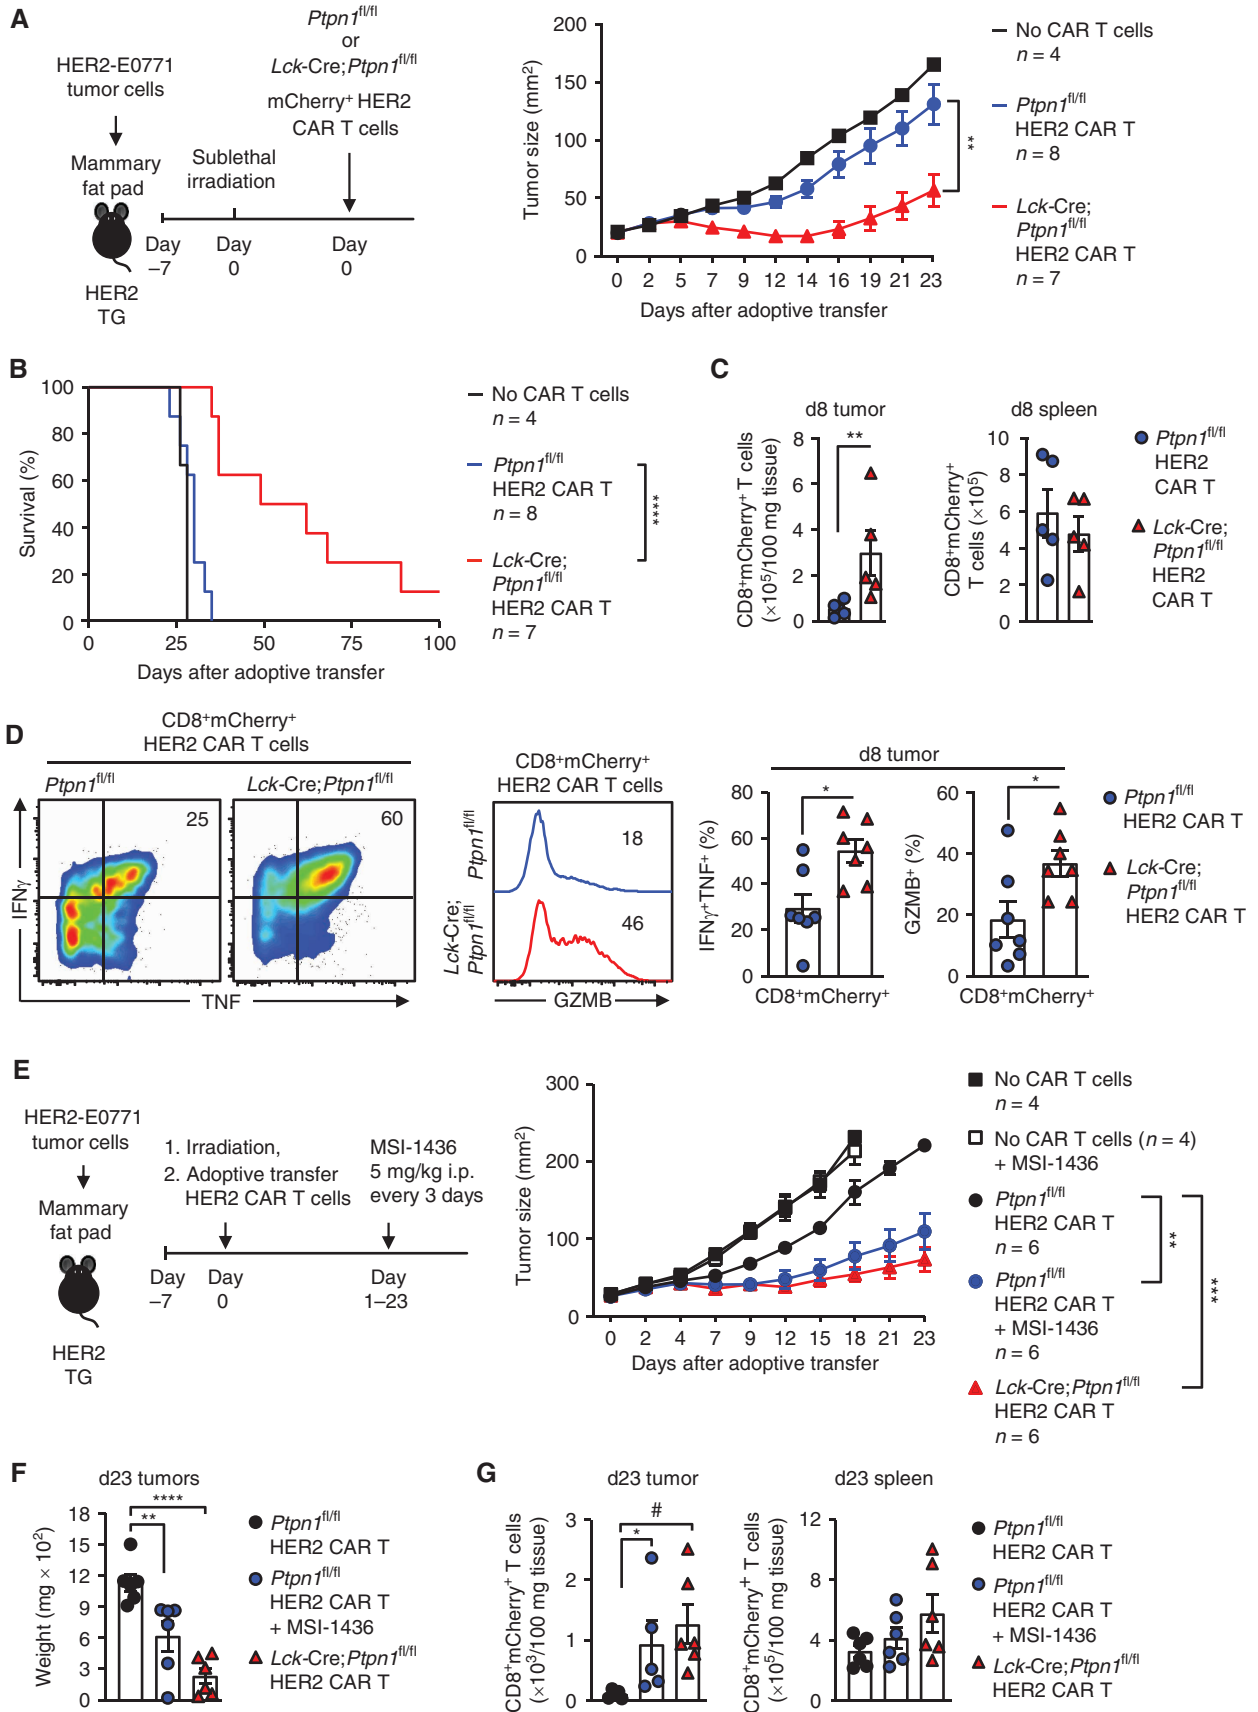 A
HER2-E0771
tumor cells
Mammary
fat pad
HER2
TG
Ptpn1fl/fl
or
Lck-Cre;Ptpn1fl/fl
mCherry+ HER2
CAR T cells
Sublethal
irradiation
Day
–7
Day
0
Day
0
Tumor size (mm2)
200
150
100
50
0
0 2 5 7 9 12 14 16 19 21 23
Days after adoptive transfer
**
No CAR T cells
n = 4
Ptpn1fl/fl
HER2 CAR T
n = 8
Lck-Cre;
Ptpn1fl/fl
HER2 CAR T
n = 7
B
Survival (%)
100
80
60
40
20
0
0 25 50 75 100
Days after adoptive transfer
No CAR T cells
n = 4
Ptpn1fl/fl
HER2 CAR T
n = 8
Lck-Cre;
Ptpn1fl/fl
HER2 CAR T
n = 7
****
C
d8 tumor
CD8+mCherry+ T cells
(×105/100 mg tissue)
8
6
4
2
0
**
d8 spleen
CD8+mCherry+
T cells (×105)
10
8
6
4
2
0
Ptpn1fl/fl
HER2
CAR T
Lck-Cre;
Ptpn1fl/fl
HER2
CAR T
D
CD8+mCherry+
HER2 CAR T cells
Ptpn1fl/fl
Lck-Cre;Ptpn1fl/fl
25
60
IFNγ
TNF
CD8+mCherry+
HER2 CAR T cells
Ptpn1fl/fl
Lck-Cre;
Ptpn1fl/fl
18
46
GZMB
d8 tumor
IFNγ+TNF+ (%)
80
60
40
20
0
*
CD8+mCherry+
GZMB+ (%)
60
40
20
0
*
CD8+mCherry+
Ptpn1fl/fl
HER2 CAR T
Lck-Cre;
Ptpn1fl/fl
HER2 CAR T
E
HER2-E0771
tumor cells
Mammary
fat pad
HER2
TG
1. Irradiation,
2. Adoptive transfer
HER2 CAR T cells
MSI-1436
5 mg/kg i.p.
every 3 days
Day
–7
Day
0
Day
1–23
Tumor size (mm2)
300
200
100
0
0 2 4 7 9 12 15 18 21 23
Days after adoptive transfer
No CAR T cells
n = 4
No CAR T cells (n = 4)
+ MSI-1436
Ptpn1fl/fl
HER2 CAR T
n = 6
Ptpn1fl/fl
HER2 CAR T
+ MSI-1436
n = 6
Lck-Cre;Ptpn1fl/fl
HER2 CAR T
n = 6
**
***
F
d23 tumors
Weight (mg × 102)
18
15
12
9
6
3
0
****
**
Ptpn1fl/fl
HER2 CAR T
Ptpn1fl/fl
HER2 CAR T
+ MSI-1436
Lck-Cre;Ptpn1fl/fl
HER2 CAR T
G
d23 tumor
CD8+mCherry+ T cells
(×103/100 mg tissue)
3
2
1
0
#
*
d23 spleen
CD8+mCherry+ T cells
(×105/100 mg tissue)
12
8
4
0
Ptpn1fl/fl
HER2 CAR T
Ptpn1fl/fl
HER2 CAR T
+ MSI-1436
Lck-Cre;Ptpn1fl/fl
HER2 CAR T